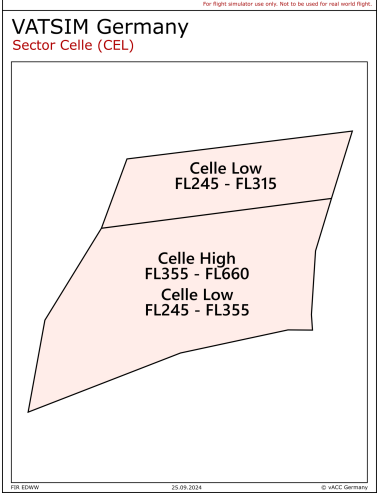 For flight simulator use only. Not to be used for real world flight.
VATSIM Germany
Sector Celle (CEL)
Celle Low
FL245 - FL315
Celle High
FL355 - FL660
Celle Low
FL245 - FL355
FIR EDWW 25.09.2024 © vACC Germany